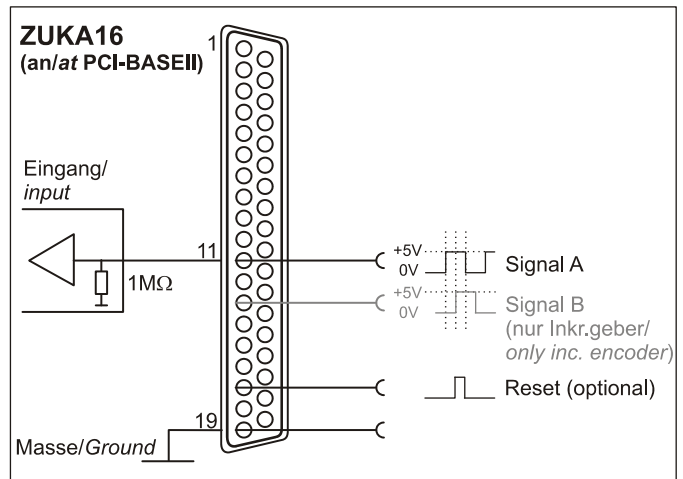 ZUKA16
(an/at PCI-BASEII)
1
Eingang/
input
11
1MΩ
+5V
0V
Signal A
+5V
0V
Signal B
(nur Inkr.geber/
only inc. encoder)
Reset (optional)
19
Masse/Ground